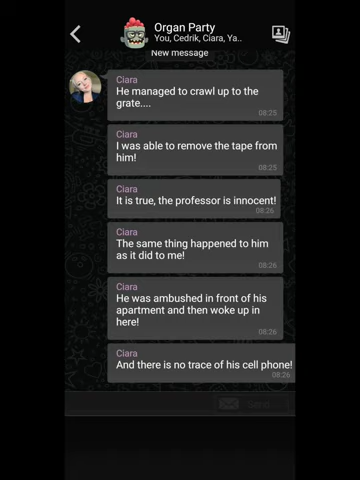 Organ Party
You, Cedrik, Ciara, Ya..
New message
Ciara
He managed to crawl up to the
grate....
08:25
Ciara
I was able to remove the tape from
him!
08:25
Ciara
It is true, the professor is innocent!
08:26
Ciara
The same thing happened to him
as it did to me!
08:26
Ciara
He was ambushed in front of his
apartment and then woke up in
here!
08:26
Ciara
And there is no trace of his cell phone!
08:26
Send